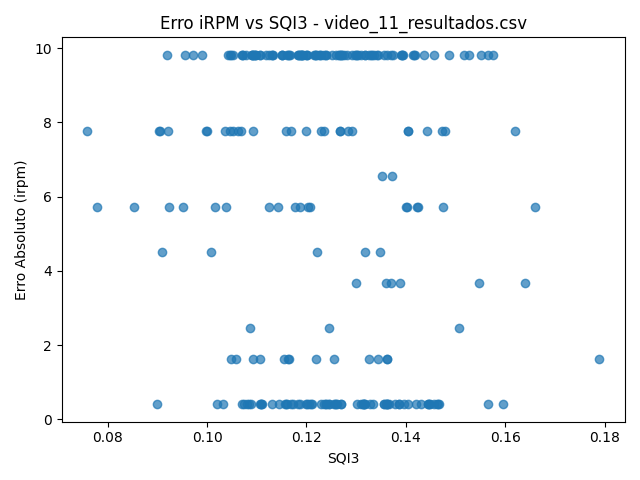 Erro iRPM vs SQI3 - video_11_resultados.csv
Erro Absoluto (irpm)
10
8
6
4
2
0
0.08 0.10 0.12 0.14 0.16 0.18
SQI3